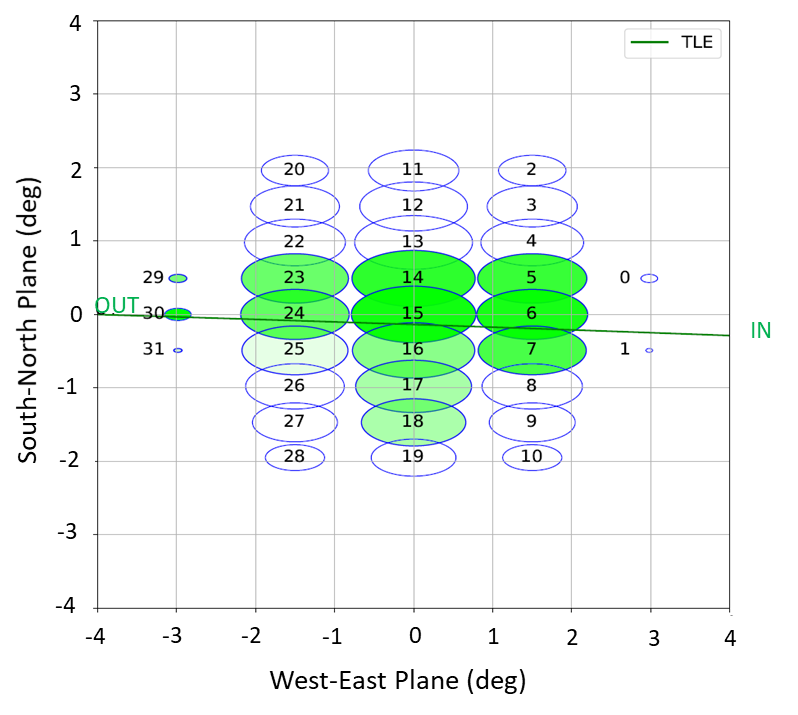 4
TLE
3
2
20 11 2
21 12 3
1
22 13 4
29 23 14 5 0
OUT
0
30 24 15 6
IN
31 25 16 7 1
-1
26 17 8
27 18 9
-2
28 19 10
-3
-4
-4 -3 -2 -1 0 1 2 3 4
West-East Plane (deg)
South-North Plane (deg)